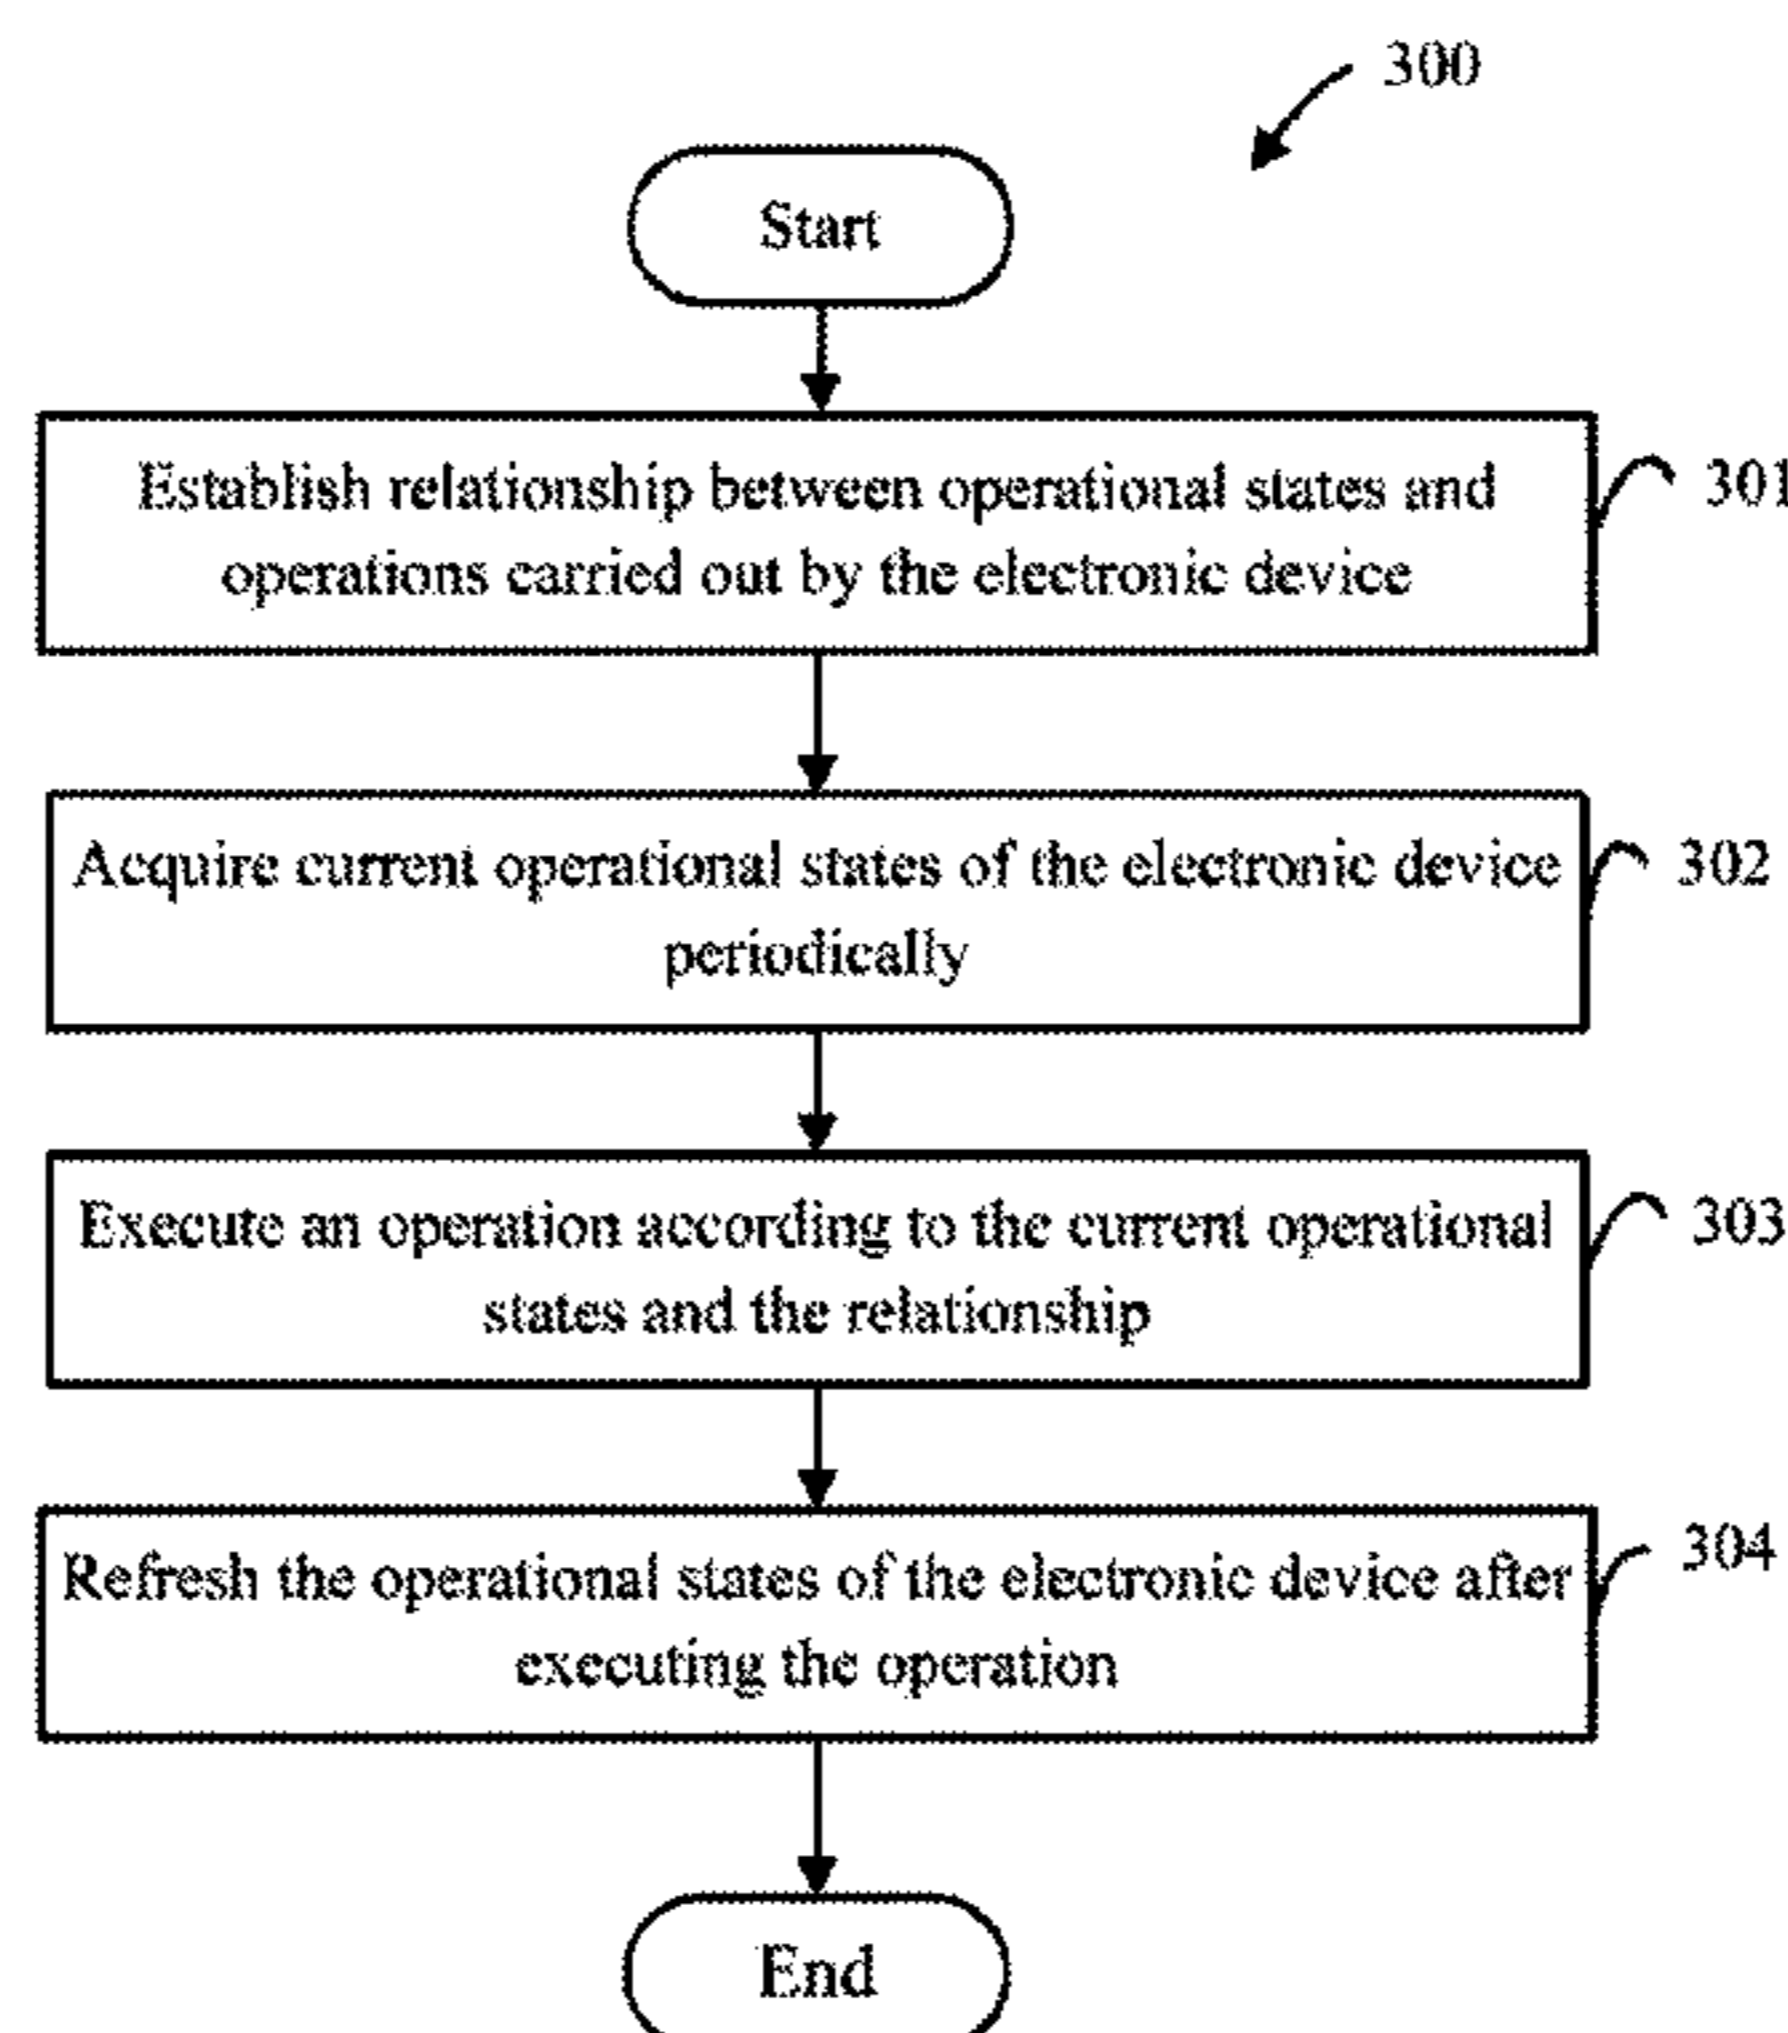 300
Start
Establish relationship between operational states and
operations carried out by the electronic device
301
Acquire current operational states of the electronic device
periodically
302
Execute an operation according to the current operational
states and the relationship
303
Refresh the operational states of the electronic device after
executing the operation
304
End